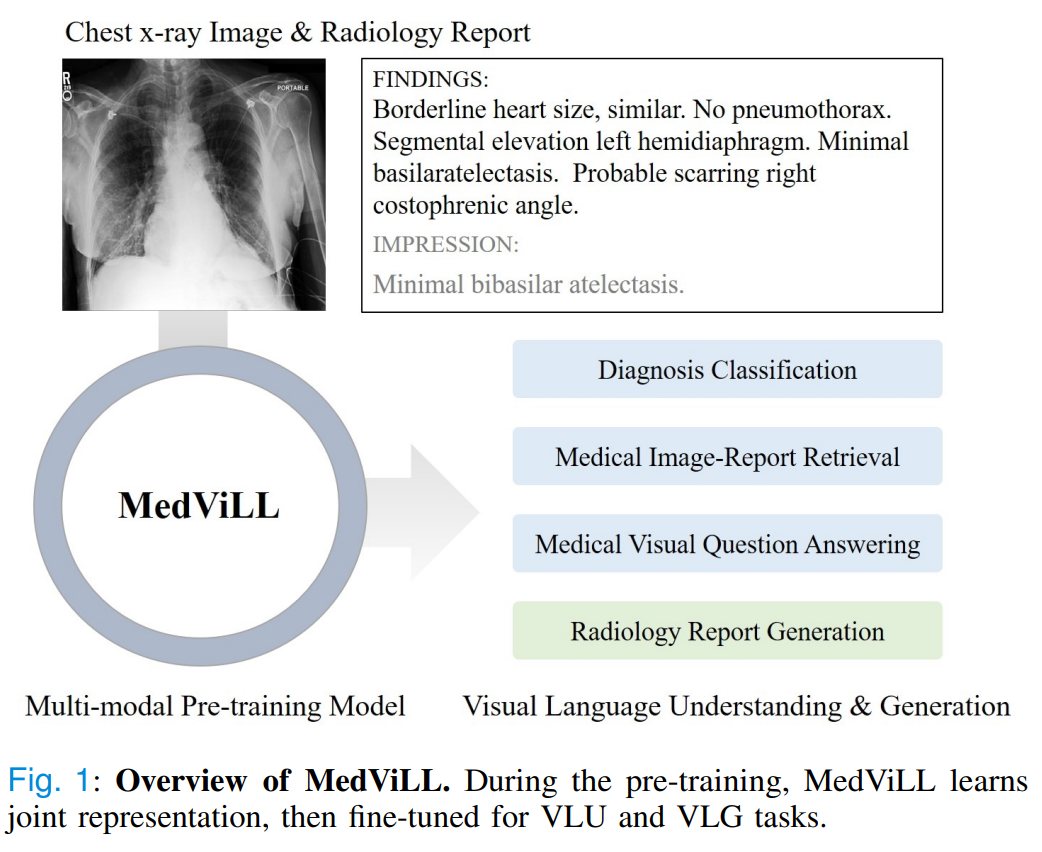 Chest x-ray Image & Radiology Report
R
PORTABLE
FINDINGS:
Borderline heart size, similar. No pneumothorax.
Segmental elevation left hemidiaphragm. Minimal
basilaratelectasis. Probable scarring right
costophrenic angle.
IMPRESSION:
Minimal bibasilar atelectasis.
MedViLL
Diagnosis Classification
Medical Image-Report Retrieval
Medical Visual Question Answering
Radiology Report Generation
Multi-modal Pre-training Model
Visual Language Understanding & Generation
Fig. 1: Overview of MedViLL. During the pre-training, MedViLL learns
joint representation, then fine-tuned for VLU and VLG tasks.